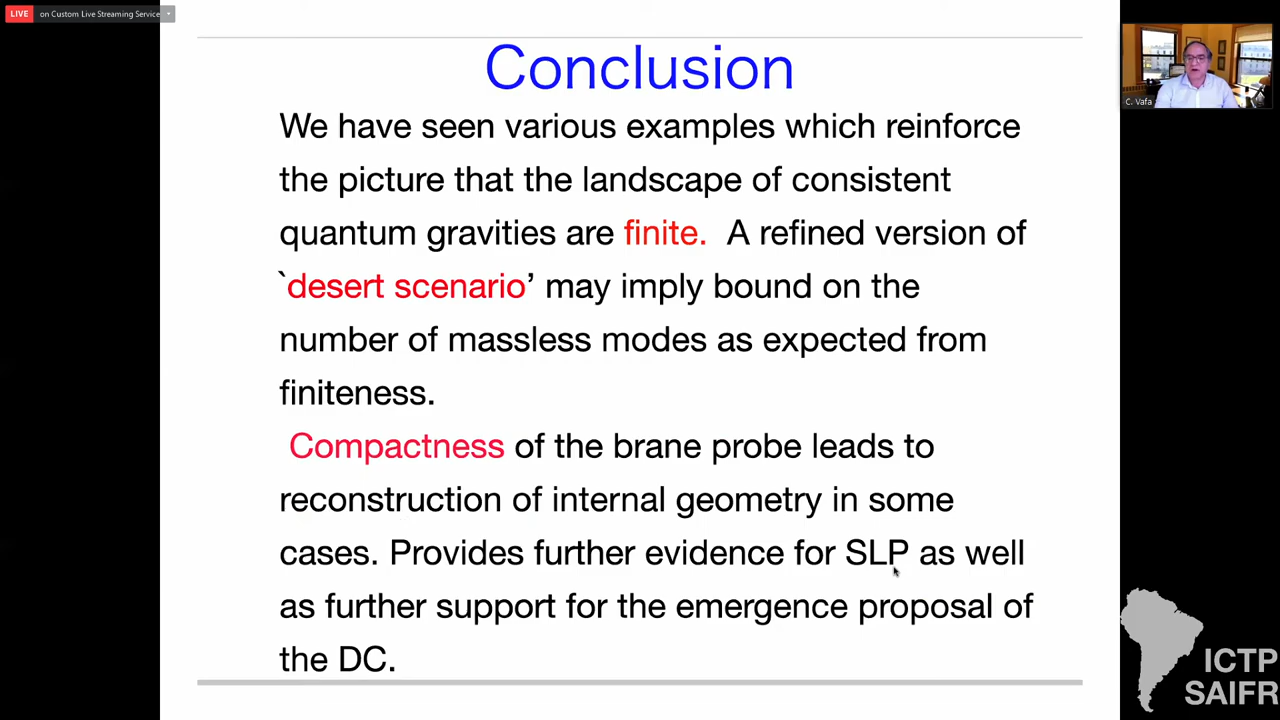 LIVE on Custom Live Streaming Service
C. Vafa
Conclusion
We have seen various examples which reinforce
the picture that the landscape of consistent
quantum gravities are finite. A refined version of
`desert scenario’ may imply bound on the
number of massless modes as expected from
finiteness.
Compactness of the brane probe leads to
reconstruction of internal geometry in some
cases. Provides further evidence for SLP as well
as further support for the emergence proposal of
the DC.
ICTP
SAIFR